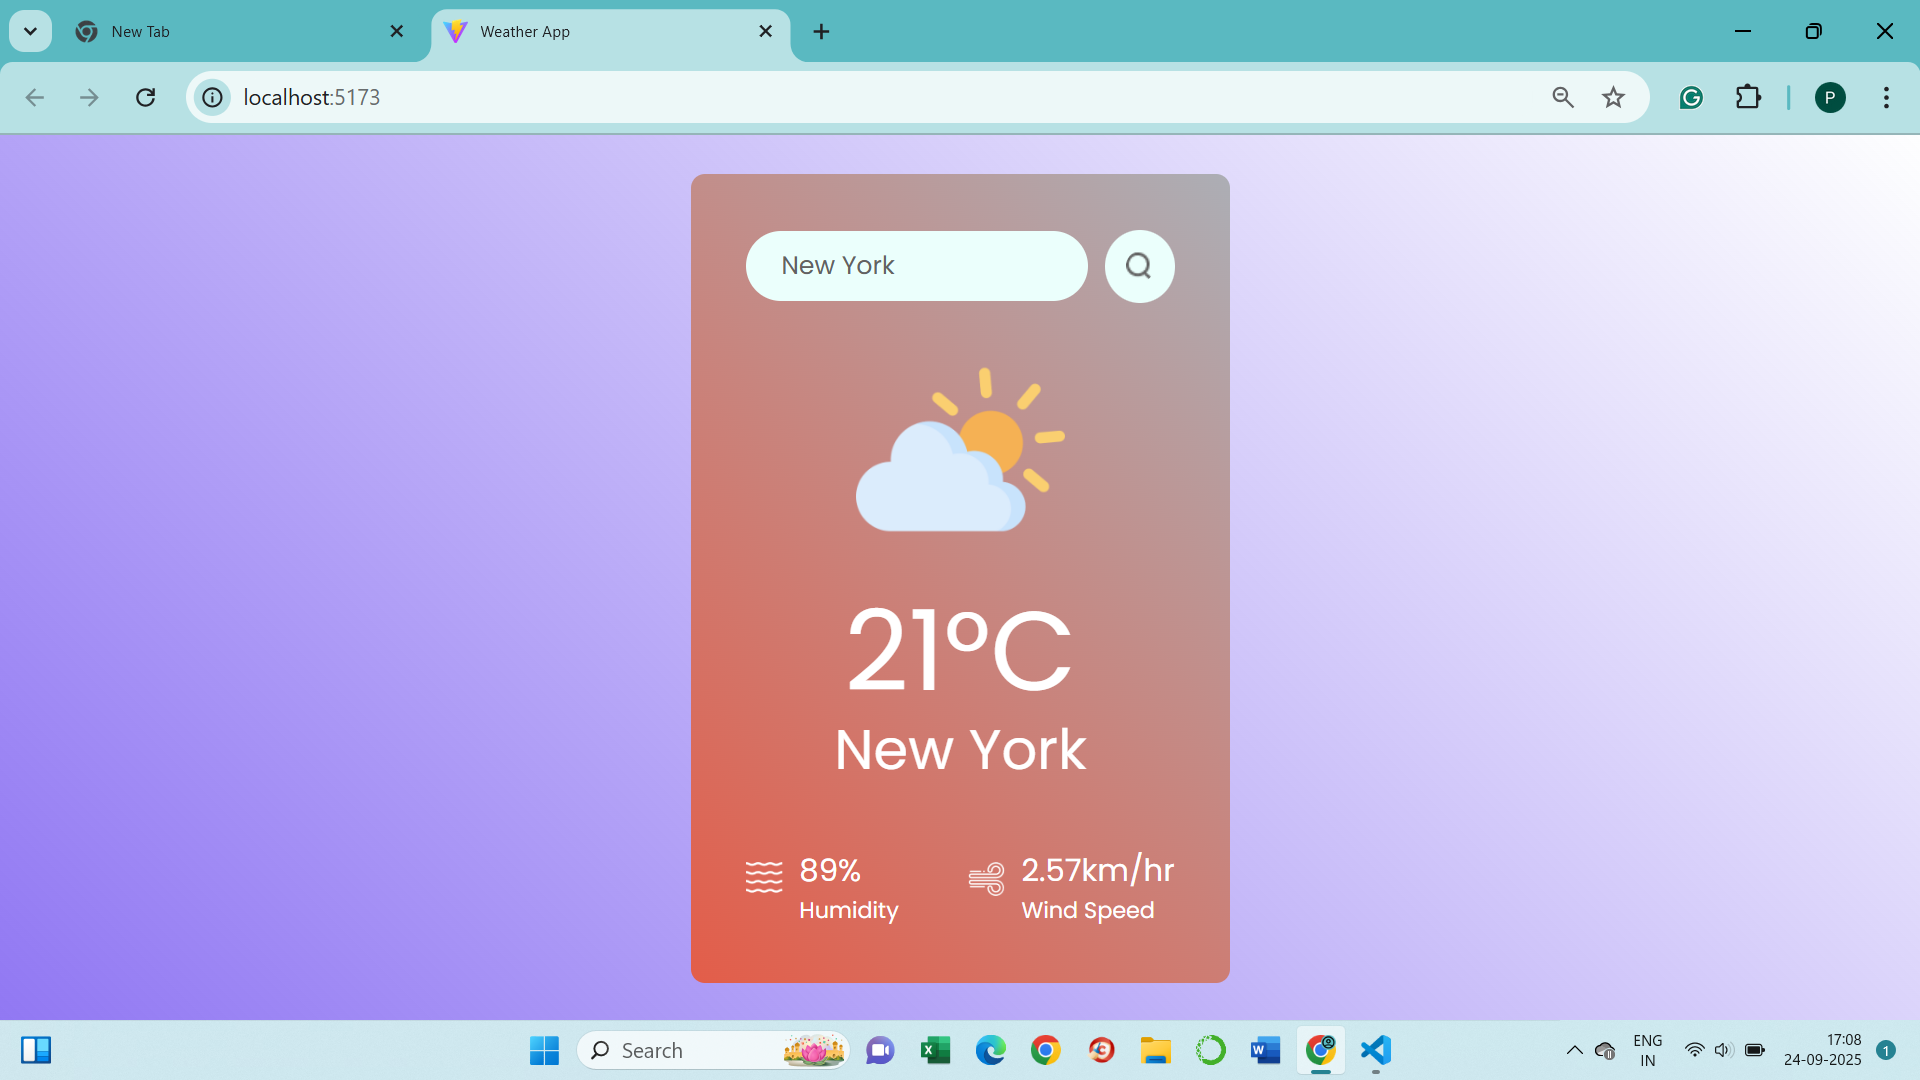 New Tab
Weather App
localhost:5173
P
New York
21°C
New York
89%
Humidity
2.57km/hr
Wind Speed
Search
ENG
IN
17:08
24-09-2025
1